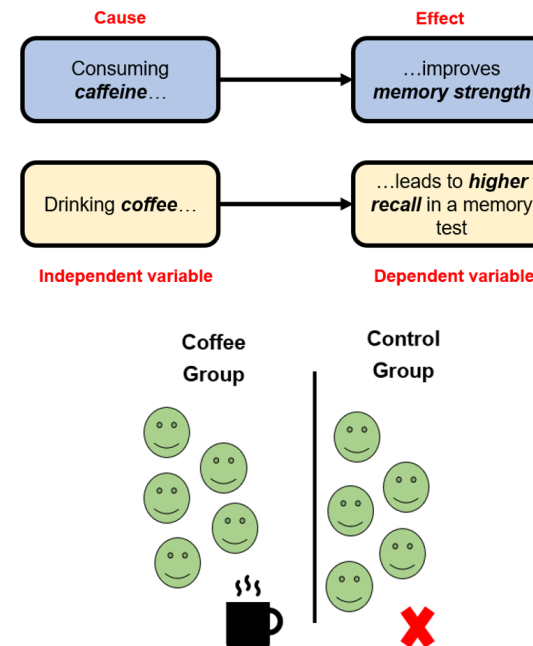 Cause
Effect
Consuming
caffeine…
…improves
memory strength
Drinking coffee…
…leads to higher
recall in a memory
test
Independent variable
Dependent variable
Coffee
Group
Control
Group